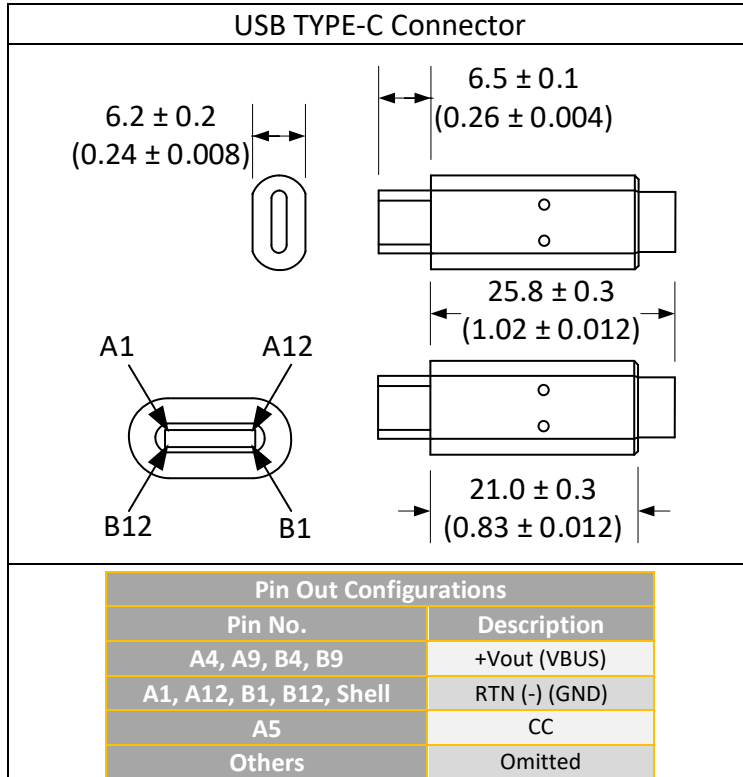 USB TYPE-C Connector
6.5 ± 0.1
(0.26 ± 0.004)
6.2 ± 0.2
(0.24 ± 0.008)
25.8 ± 0.3
(1.02 ± 0.012)
A1 A12
B12 B1
21.0 ± 0.3
(0.83 ± 0.012)
Pin Out Configurations
Pin No. Description
A4, A9, B4, B9 +Vout (VBUS)
A1, A12, B1, B12, Shell RTN (-) (GND)
A5 CC
Others Omitted